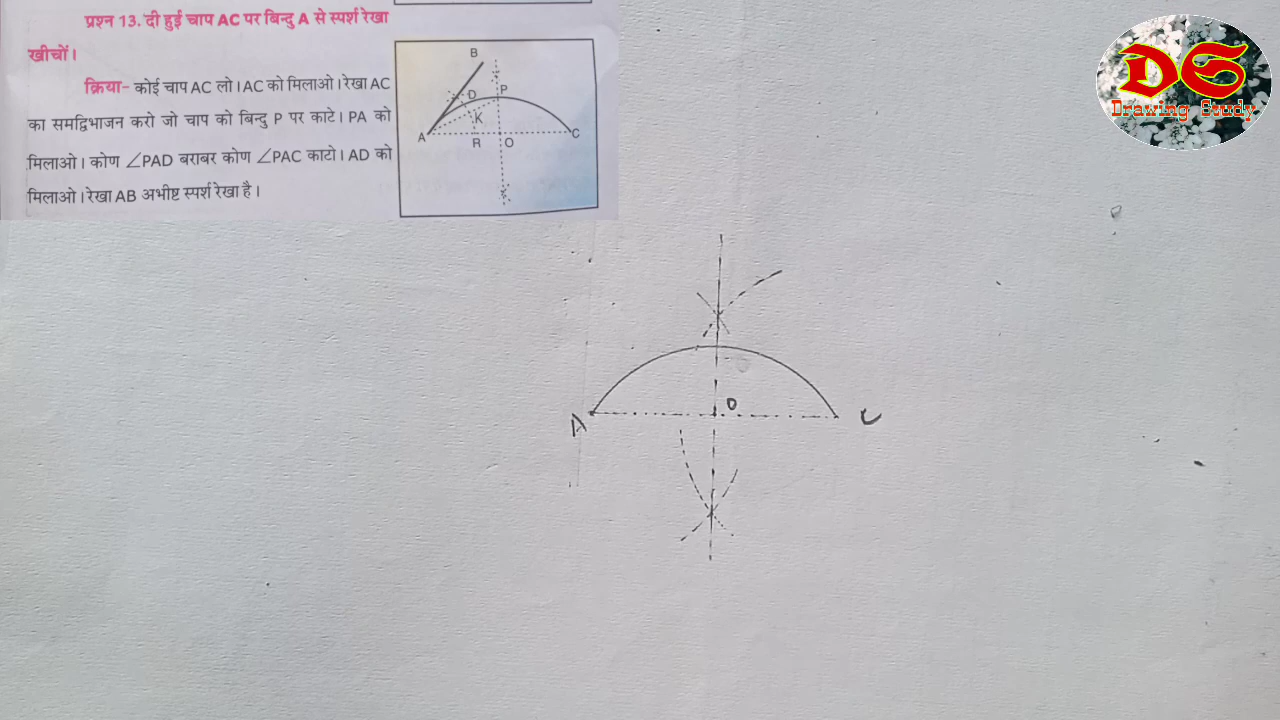 प्रश्न 13. दी हुई चाप AC पर बिन्दु A से स्पर्श रेखा
खीचों।
क्रिया- कोई चाप AC लो। AC को मिलाओ। रेखा AC
का समद्विभाजन करो जो चाप को बिन्दु P पर काटे। PA को
मिलाओ। कोण ∠PAD बराबर कोण ∠PAC काटो। AD को
मिलाओ। रेखा AB अभीष्ट स्पर्श रेखा है।
B
D P
K
A R O C
DS
Drawing Study
O
A C